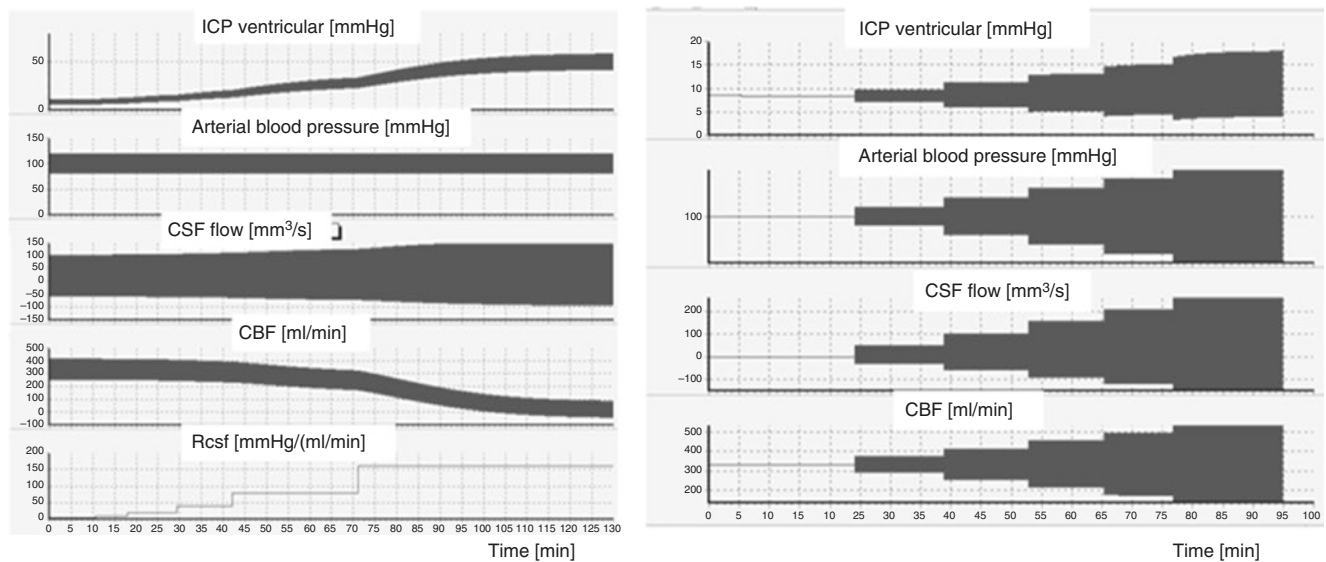 ICP ventricular [mmHg]
50
0
Arterial blood pressure [mmHg]
150
100
50
0
CSF flow [mm³/s]
150
100
50
0
−50
−100
−150
CBF [ml/min]
500
400
300
200
100
0
−100
Rcsf [mmHg/(ml/min]
200
150
100
50
0
0 5 10 15 20 25 30 35 40 45 50 55 60 65 70 75 80 85 90 95 100 105 110 115 120 125 130
Time [min]
ICP ventricular [mmHg]
20
15
10
5
0
Arterial blood pressure [mmHg]
100
CSF flow [mm³/s]
200
0
−100
CBF [ml/min]
500
400
300
200
0 5 10 15 20 25 30 35 40 45 50 55 60 65 70 75 80 85 90 95 100
Time [min]